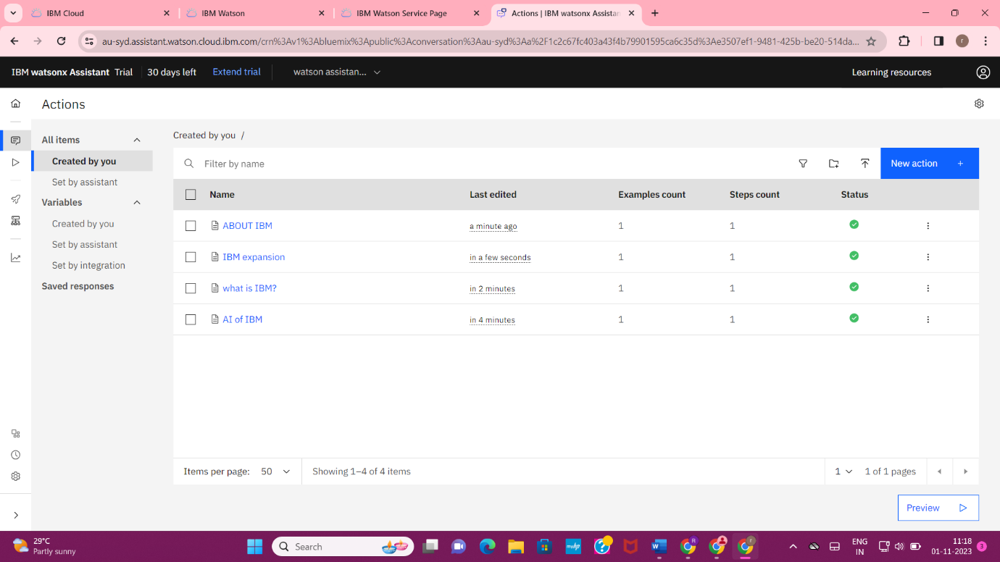 IBM Cloud
IBM Watson
IBM Watson Service Page
Actions | IBM watsonx Assistan
au-syd.assistant.watson.cloud.ibm.com/crn%3Av1%3Abluemix%3Apublic%3Aconversation%3Aau-syd%3Aa%2F1c2c67fc403a43f4b79901595ca6c35d%3Ae3507ef1-9481-425b-be20-514da...
r
IBM watsonx Assistant Trial 30 days left Extend trial watson assistan... Learning resources
Actions
All items
Created by you
Set by assistant
Variables
Created by you
Set by assistant
Set by integration
Saved responses
Created by you /
Filter by name
New action +
Name Last edited Examples count Steps count Status
ABOUT IBM a minute ago 1 1
IBM expansion in a few seconds 1 1
what is IBM? in 2 minutes 1 1
AI of IBM in 4 minutes 1 1
Items per page: 50 Showing 1–4 of 4 items 1 1 of 1 pages
Preview
29°C
Partly sunny
Search
myhp
ENG
IN
11:18
01-11-2023
3